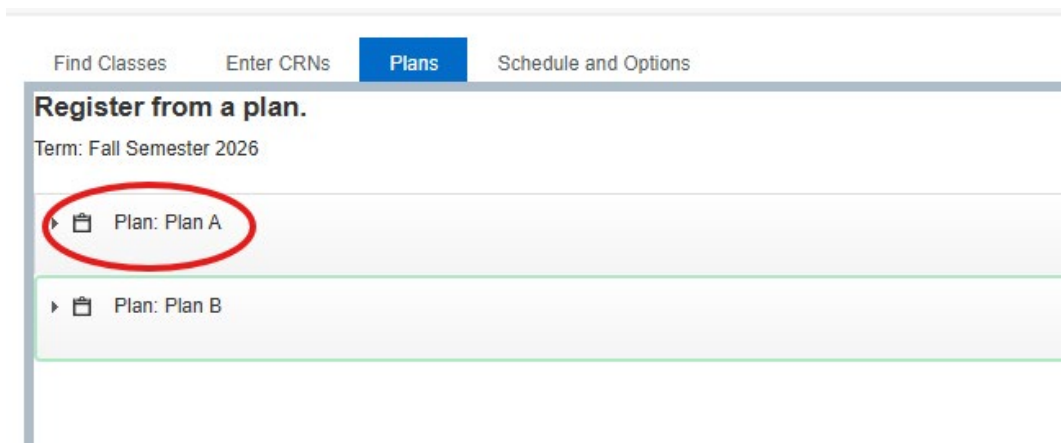 Find Classes Enter CRNs Plans Schedule and Options
Register from a plan.
Term: Fall Semester 2026
Plan: Plan A
Plan: Plan B